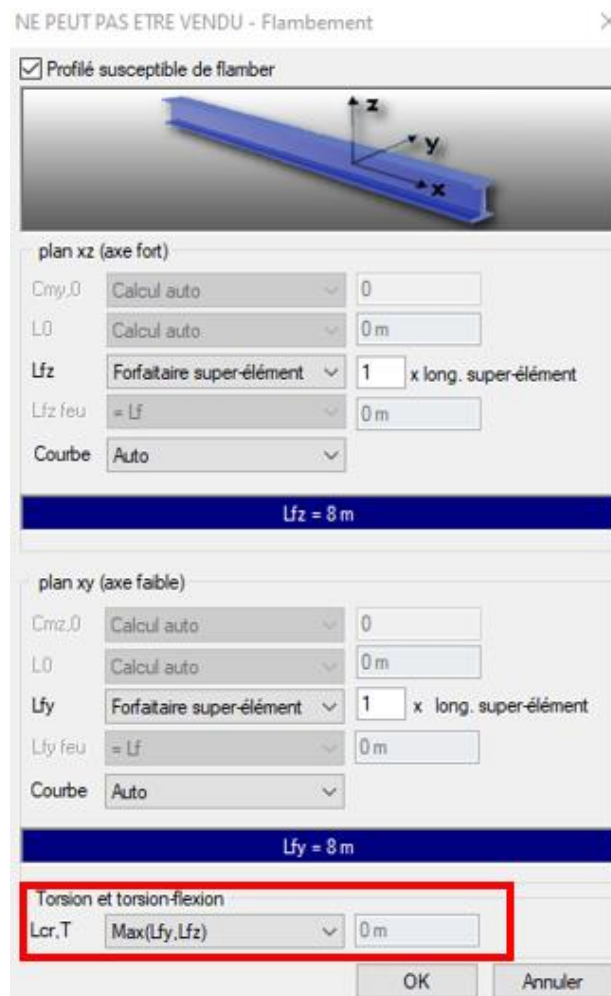 NE PEUT PAS ETRE VENDU - Flambement
Profilé susceptible de flamber
z
y
x
plan xz (axe fort)
Cmy,0 Calcul auto 0
L0 Calcul auto 0 m
Lfz Forfaitaire super-élément 1 x long. super-élément
Lfz feu = Lf 0 m
Courbe Auto
Lfz = 8 m
plan xy (axe faible)
Cmz,0 Calcul auto 0
L0 Calcul auto 0 m
Lfy Forfaitaire super-élément 1 x long. super-élément
Lfy feu = Lf 0 m
Courbe Auto
Lfy = 8 m
Torsion et torsion-flexion
Lcr,T Max(Lfy,Lfz) 0 m
OK Annuler